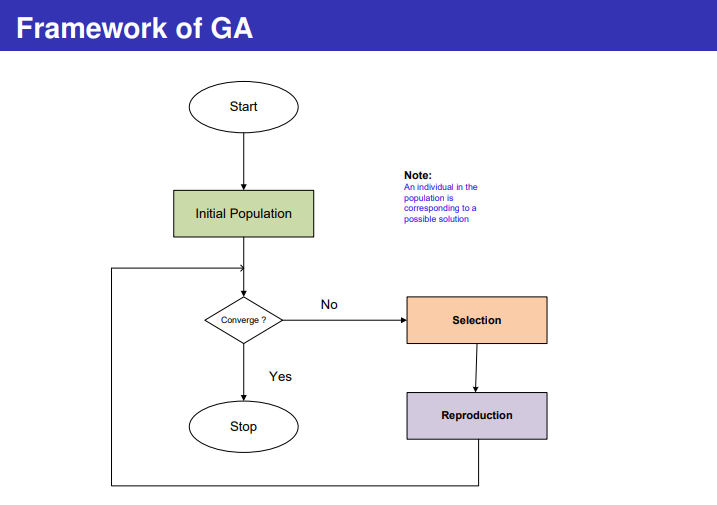 Framework of GA
Start
Initial Population
Note:
An individual in the
population is
corresponding to a
possible solution
Converge ?
No
Selection
Yes
Reproduction
Stop